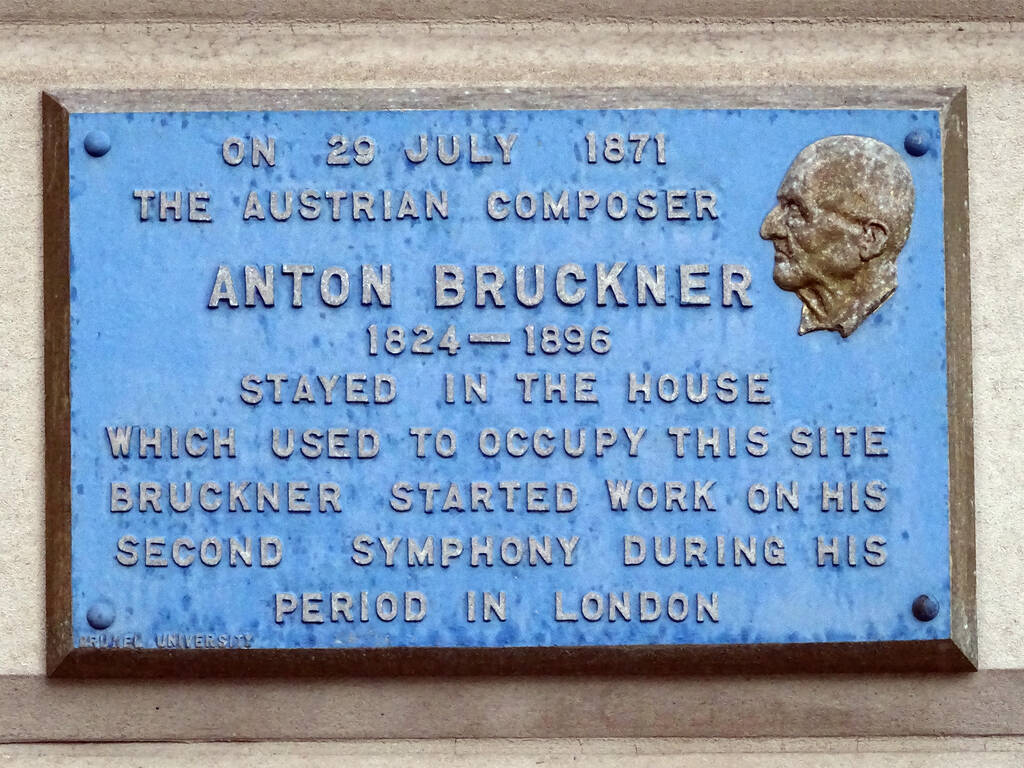 ON 29 JULY 1871
THE AUSTRIAN COMPOSER
ANTON BRUCKNER
1824—1896
STAYED IN THE HOUSE
WHICH USED TO OCCUPY THIS SITE
BRUCKNER STARTED WORK ON HIS
SECOND SYMPHONY DURING HIS
PERIOD IN LONDON
BRUNEL UNIVERSITY